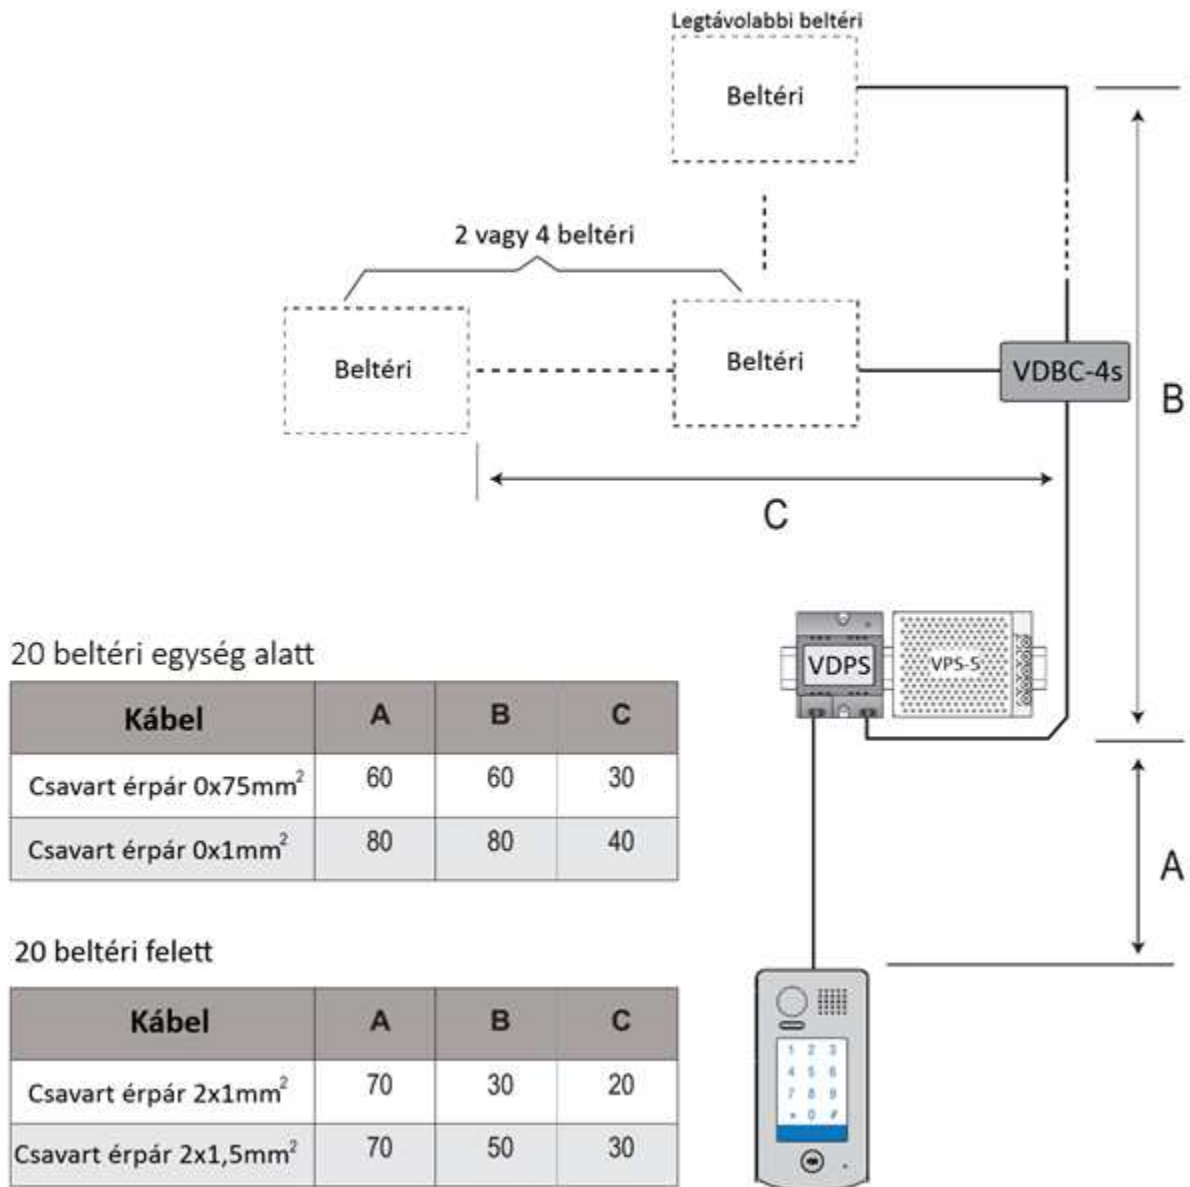 Legtávolabbi beltéri
Beltéri
2 vagy 4 beltéri
Beltéri
Beltéri
VDBC-4s
B
C
VDPS
VPS-5
A
20 beltéri egység alatt
Kábel A B C
Csavart érpár 0x75mm² 60 60 30
Csavart érpár 0x1mm² 80 80 40
20 beltéri felett
Kábel A B C
Csavart érpár 2x1mm² 70 30 20
Csavart érpár 2x1,5mm² 70 50 30
1 2 3
4 5 6
7 8 9
* 0 #